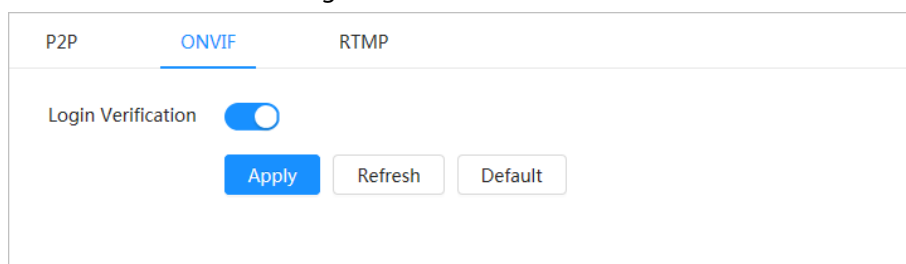 P2P ONVIF RTMP
Login Verification
Apply Refresh Default